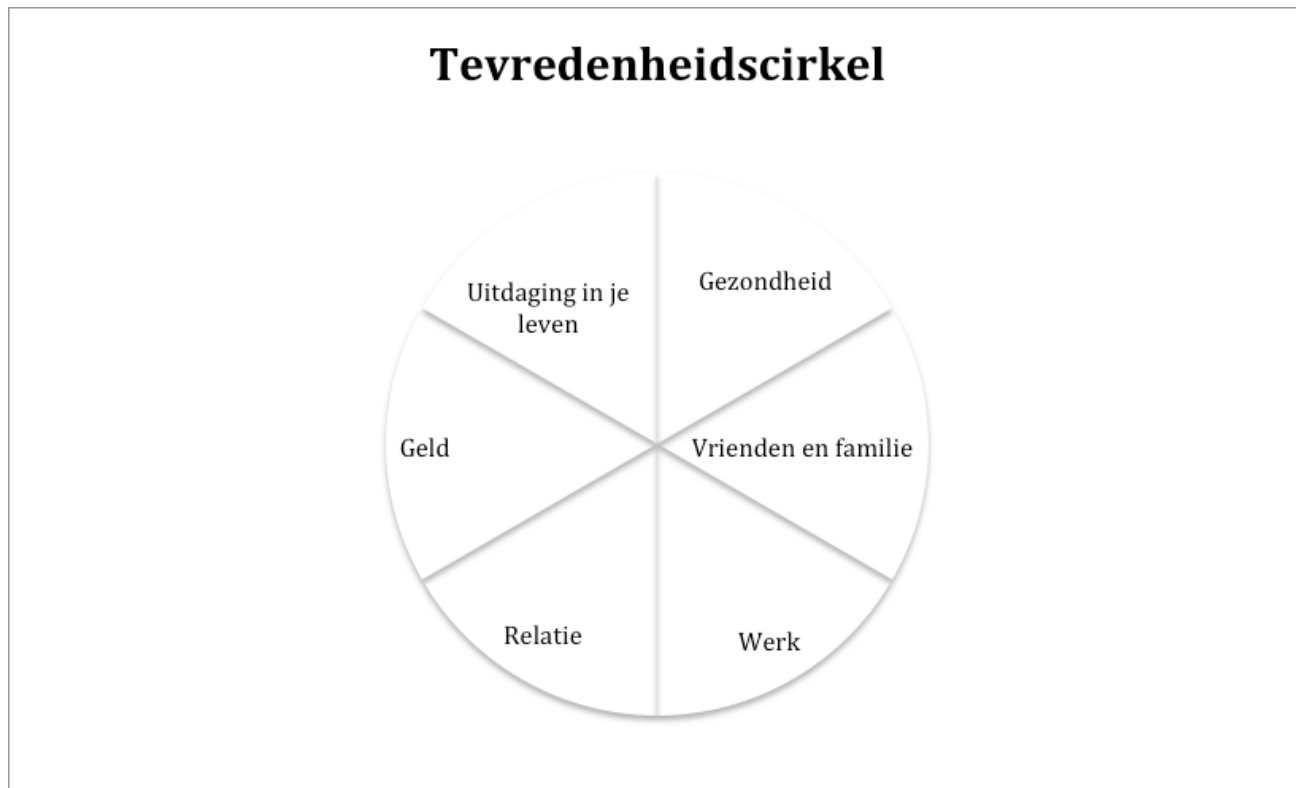 Tevredenheidscirkel
Uitdaging in je
leven
Gezondheid
Geld
Vrienden en familie
Relatie
Werk